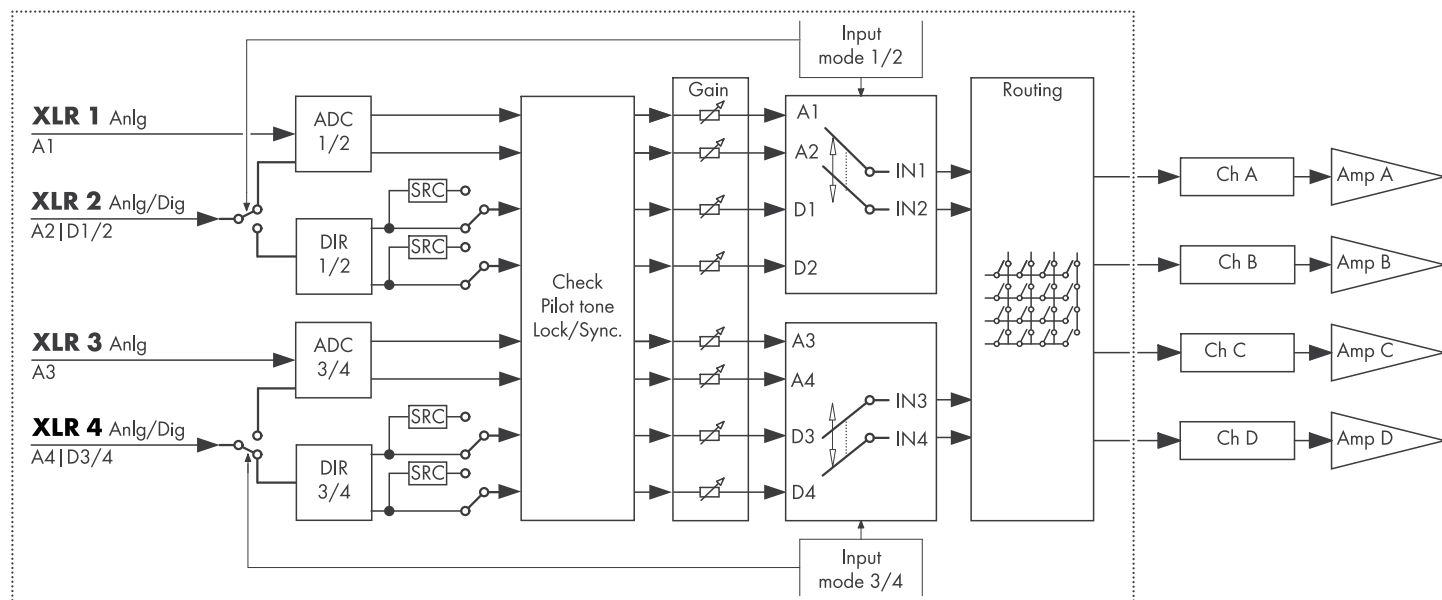 Input
mode 1/2
XLR 1 Anlg
A1
ADC
1/2
XLR 2 Anlg/Dig
A2|D1/2
DIR
1/2
SRC
SRC
Check
Pilot tone
Lock/Sync.
Gain
A1
A2
D1
D2
IN1
IN2
Routing
Ch A
Amp A
Ch B
Amp B
Ch C
Amp C
Ch D
Amp D
XLR 3 Anlg
A3
ADC
3/4
XLR 4 Anlg/Dig
A4|D3/4
DIR
3/4
SRC
SRC
A3
A4
D3
D4
IN3
IN4
Input
mode 3/4